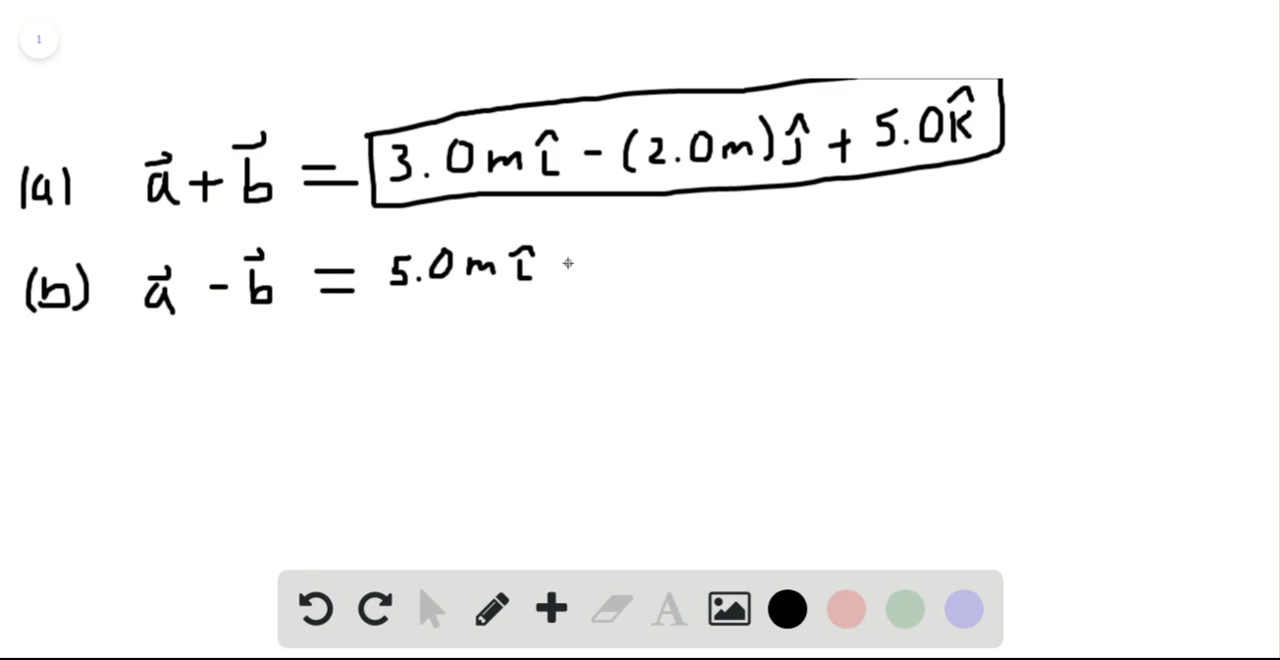 1
(a) a⃗ + b⃗ = 3.0 m î - (2.0 m) ĵ + 5.0 k̂
(b) a⃗ - b⃗ = 5.0 m î
A